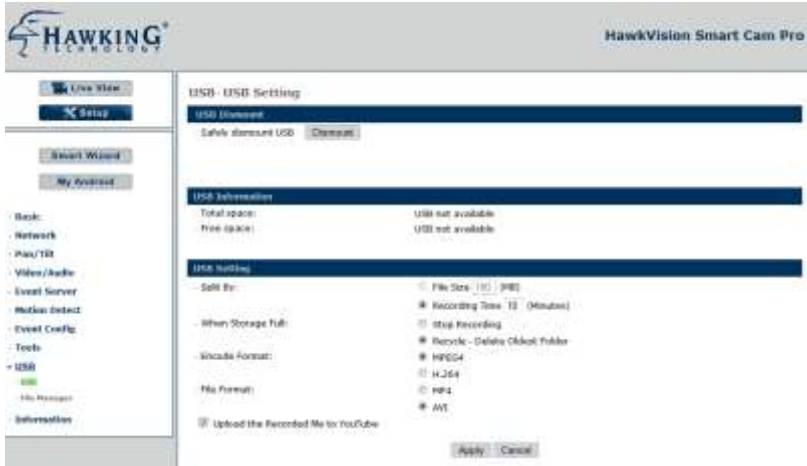 HAWKING
TECHNOLOGY
HawkVision Smart Cam Pro
Live View
Setup
Smart Wizard
My Android
Basic
Network
Pan/Tilt
Video/Audio
Event Server
Motion Detect
Event Config
Tools
USB
USB
File Manager
Information
USB- USB Setting
USB Dismount
Safely dismount USB Dismount
USB Information
Total space: USB not available
Free space: USB not available
USB Setting
Split By: File Size (MB)
Recording Time 10 (Minutes)
When Storage Full: Stop Recording
Recycle - Delete Oldest Folder
Encode Format: MPEG4
H.264
File Format: MP4
AVI
Upload the Recorded file to YouTube
Apply Cancel